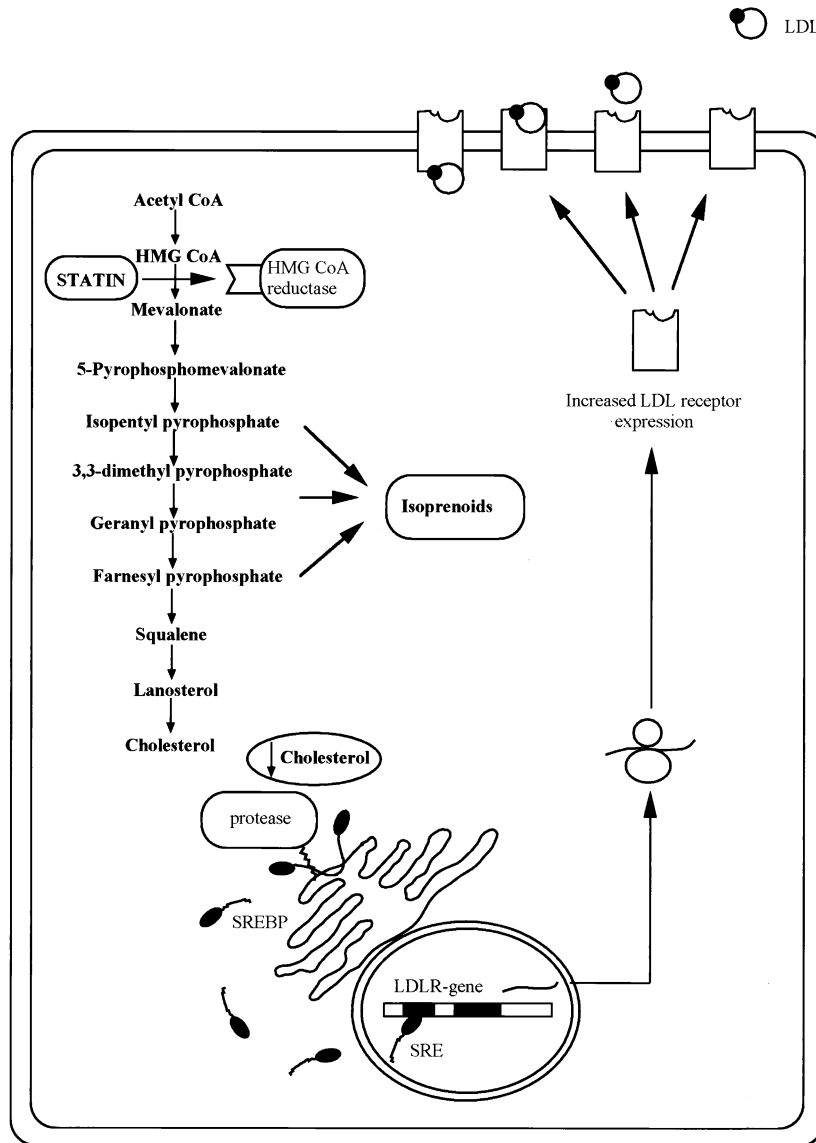 LDL
Acetyl CoA
HMG CoA
STATIN
HMG CoA
reductase
Mevalonate
5-Pyrophosphomevalonate
Isopentyl pyrophosphate
3,3-dimethyl pyrophosphate
Geranyl pyrophosphate
Farnesyl pyrophosphate
Isoprenoids
Squalene
Lanosterol
Cholesterol
Cholesterol
protease
SREBP
LDLR-gene
SRE
Increased LDL receptor
expression